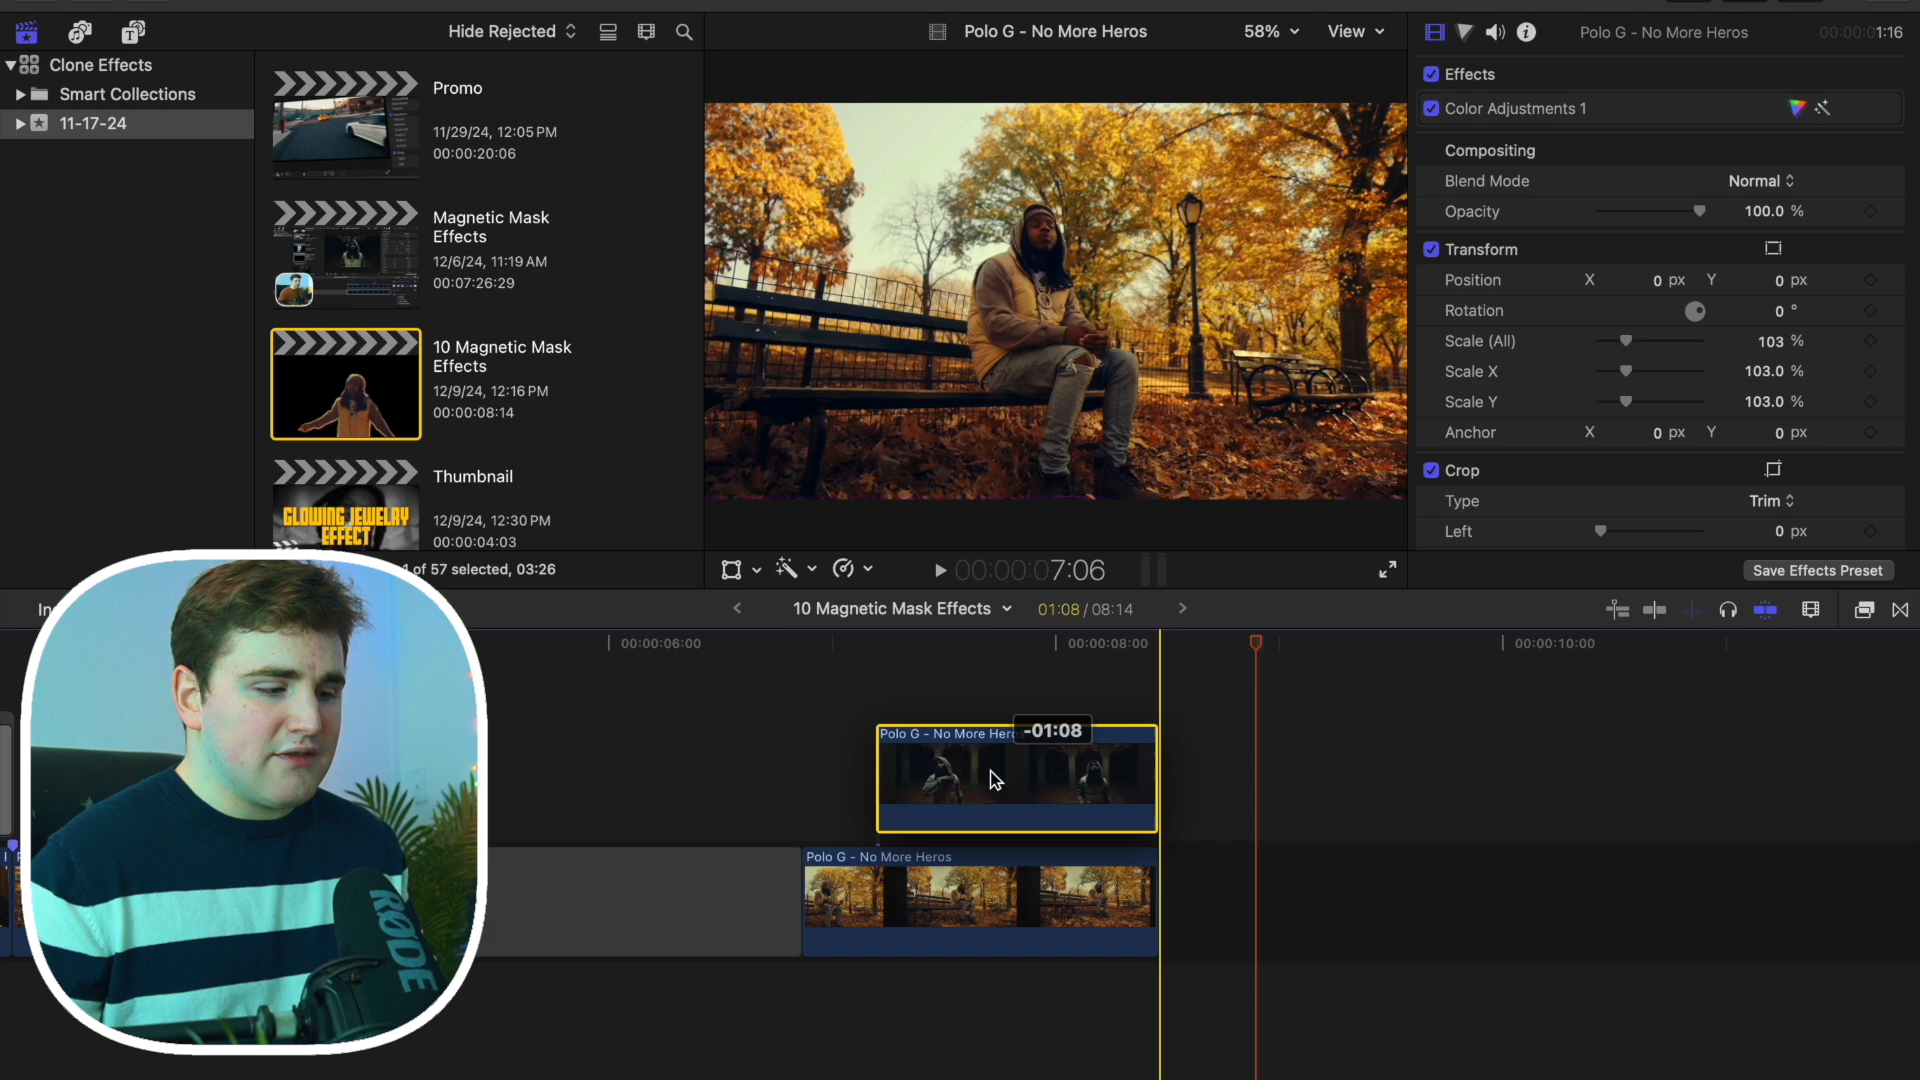 Hide Rejected
Polo G - No More Heros
58%
View
Polo G - No More Heros
00:00:01:16
Clone Effects
Smart Collections
11-17-24
Promo
11/29/24, 12:05 PM
00:00:20:06
Magnetic Mask
Effects
12/6/24, 11:19 AM
00:07:26:29
10 Magnetic Mask
Effects
12/9/24, 12:16 PM
00:00:08:14
Thumbnail
12/9/24, 12:30 PM
00:00:04:03
GLOWING JEWELRY
EFFECT
of 57 selected, 03:26
Effects
Color Adjustments 1
Compositing
Blend Mode
Normal
Opacity
100.0 %
Transform
Position X 0 px Y 0 px
Rotation 0 °
Scale (All) 103 %
Scale X 103.0 %
Scale Y 103.0 %
Anchor X 0 px Y 0 px
Crop
Type Trim
Left 0 px
Save Effects Preset
00:00:07:06
In
10 Magnetic Mask Effects
01:08 / 08:14
00:00:06:00
00:00:08:00
00:00:10:00
Polo G - No More Heros
-01:08
Polo G - No More Heros
RØDE